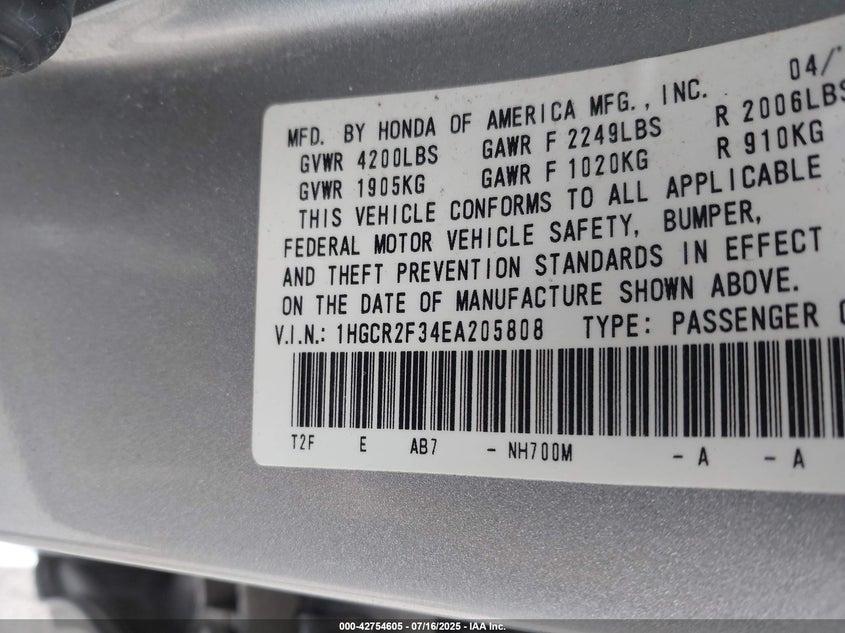 04/
MFD. BY HONDA OF AMERICA MFG., INC.
GVWR 4200LBS GAWR F 2249LBS R 2006LBS
GVWR 1905KG GAWR F 1020KG R 910KG
THIS VEHICLE CONFORMS TO ALL APPLICABLE
FEDERAL MOTOR VEHICLE SAFETY, BUMPER,
AND THEFT PREVENTION STANDARDS IN EFFECT
ON THE DATE OF MANUFACTURE SHOWN ABOVE.
V.I.N.: 1HGCR2F34EA205808 TYPE: PASSENGER
T2F E AB7 - NH700M - A - A
000-42754605 - 07/16/2025 - IAA Inc.